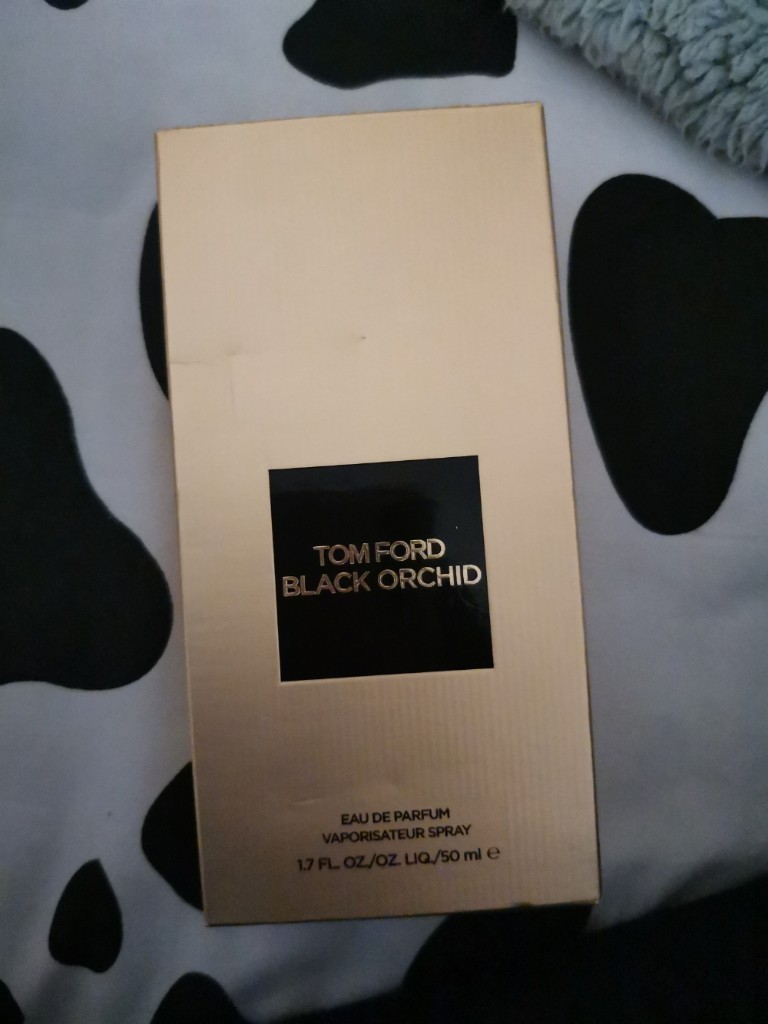 TOM FORD
BLACK ORCHID
EAU DE PARFUM
VAPORISATEUR SPRAY
1.7 FL. OZ./OZ. LIQ./50 ml ℮